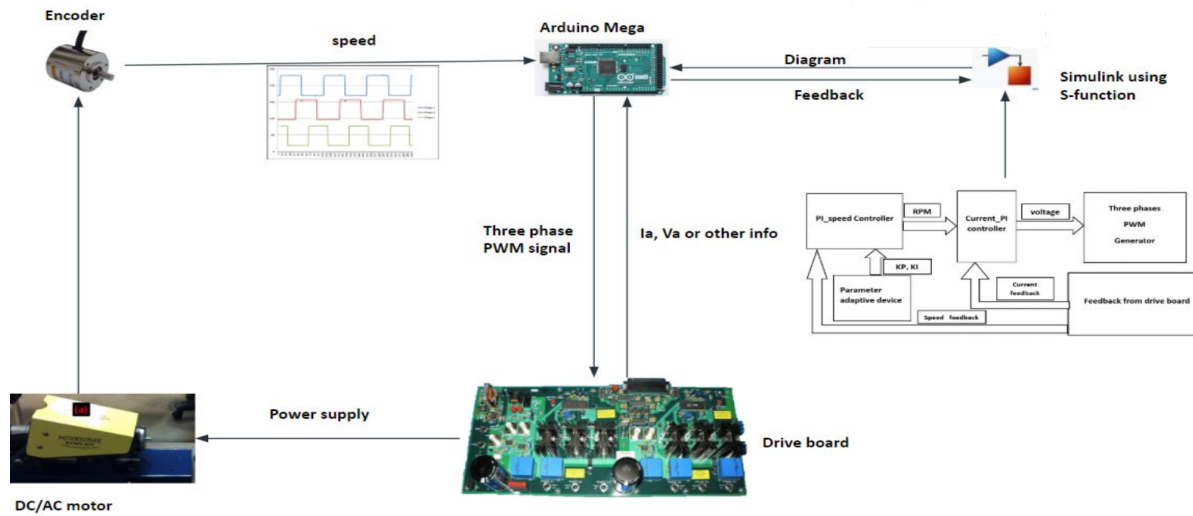 Encoder
speed
Arduino Mega
Diagram
Feedback
Simulink using
S-function
Three phase
PWM signal
Ia, Va or other info
PI_speed Controller
RPM
Current_PI
controller
voltage
Three phases
PWM
Generator
KP, KI
Parameter
adaptive device
Current
feedback
Speed feedback
Feedback from drive board
(a)
MOTORSOLVER
Power supply
Drive board
DC/AC motor